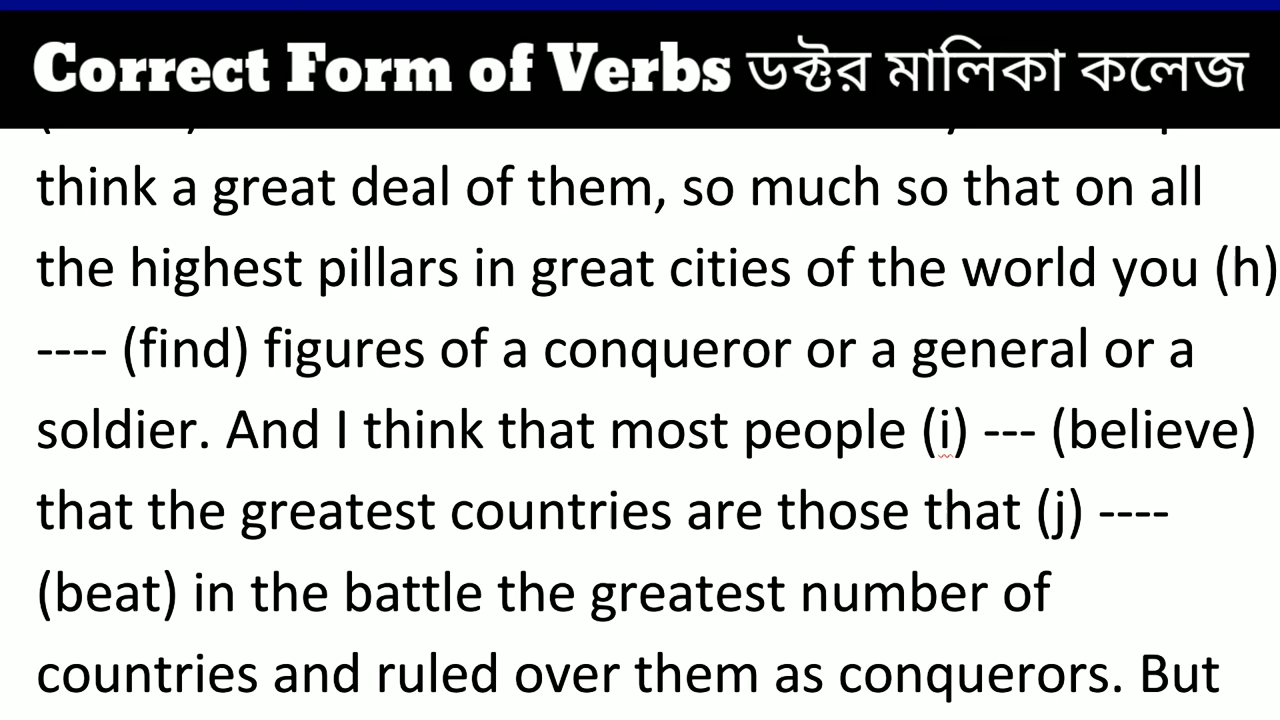 Correct Form of Verbs ডক্টর মালিকা কলেজ
think a great deal of them, so much so that on all
the highest pillars in great cities of the world you (h)
---- (find) figures of a conqueror or a general or a
soldier. And I think that most people (i) --- (believe)
that the greatest countries are those that (j) ----
(beat) in the battle the greatest number of
countries and ruled over them as conquerors. But